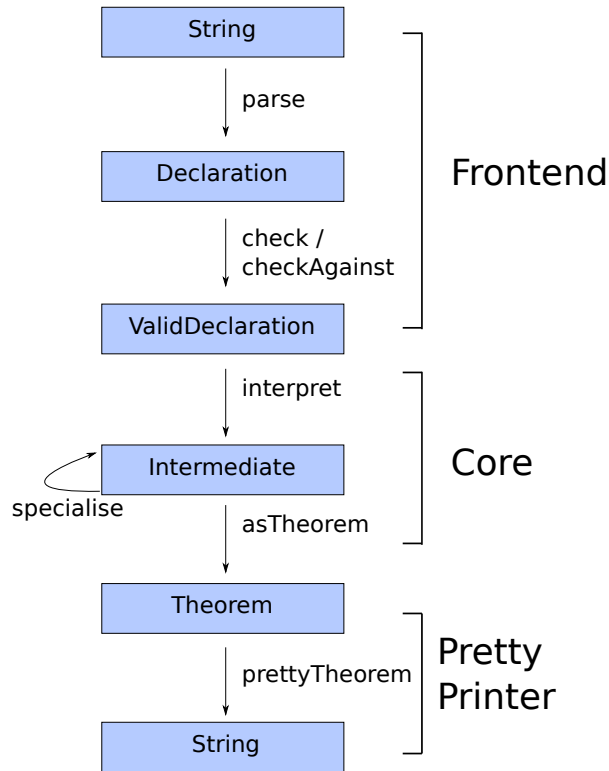 String
parse
Declaration
Frontend
check /
checkAgainst
ValidDeclaration
interpret
Intermediate
Core
specialise
asTheorem
Theorem
Pretty
Printer
prettyTheorem
String